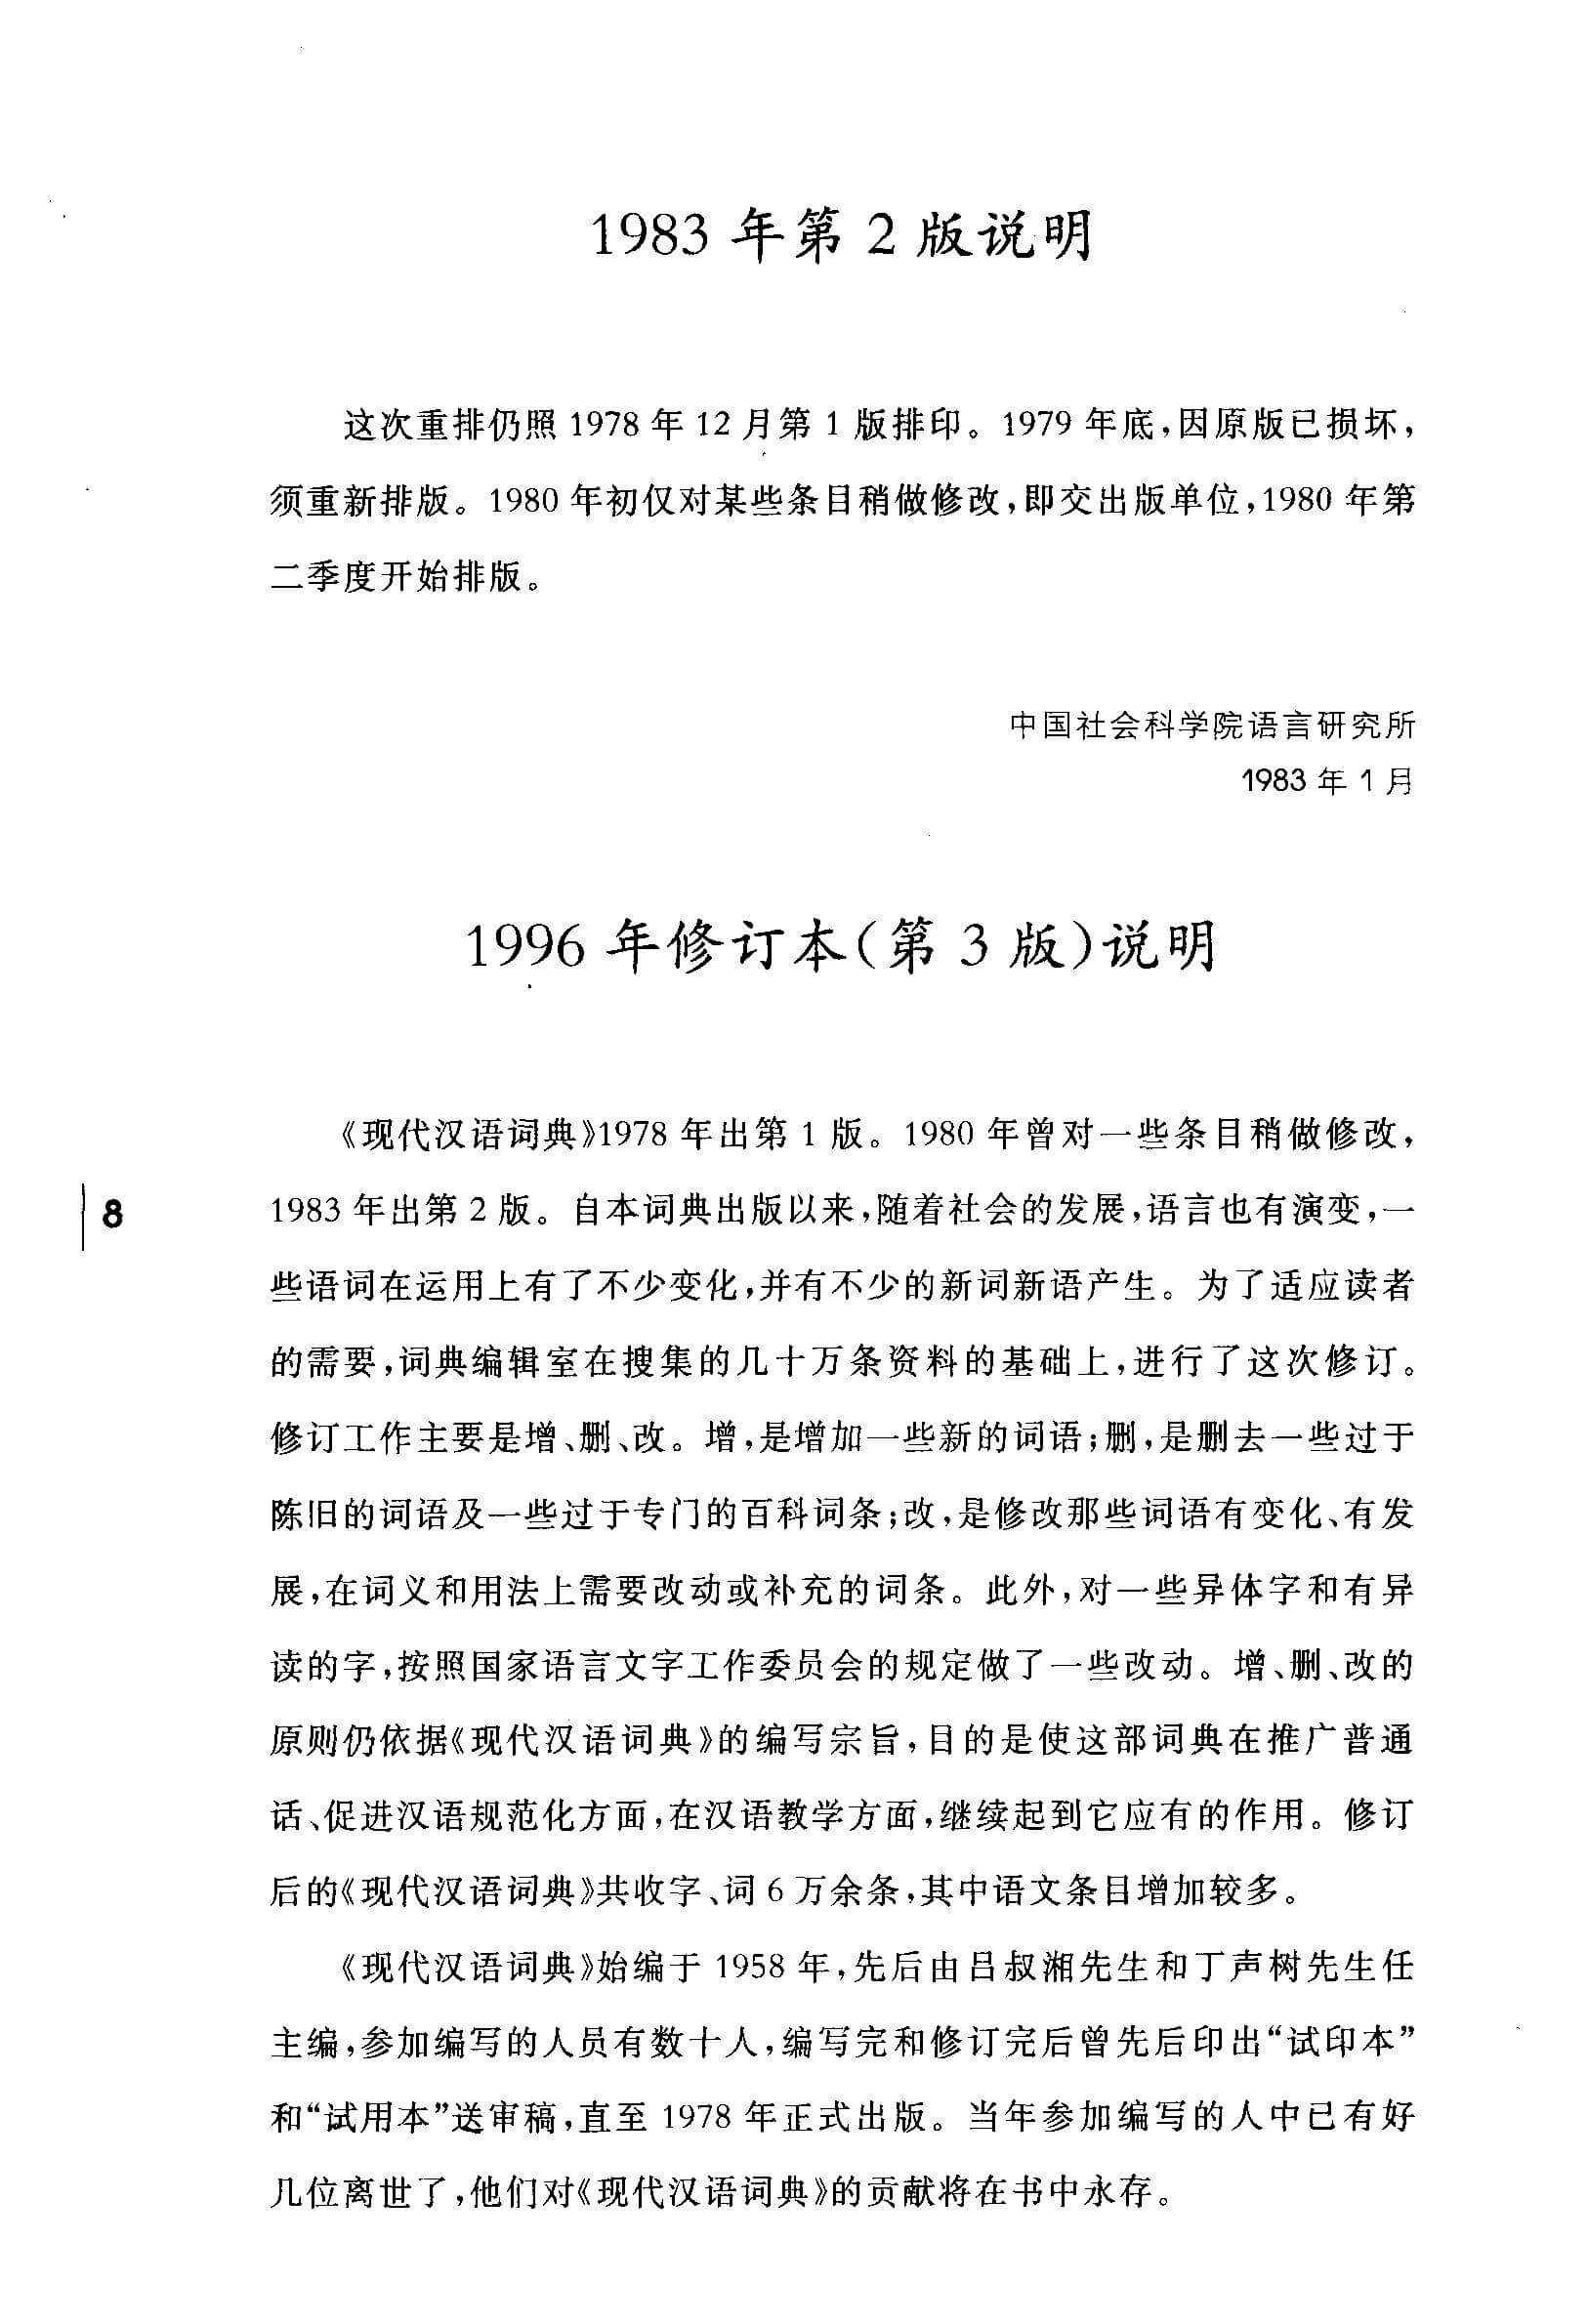 1983 年第 2 版说明
这次重排仍照 1978 年 12 月第 1 版排印。1979 年底，因原版已损坏，
须重新排版。1980 年初仅对某些条目稍做修改，即交出版单位，1980 年第
二季度开始排版。
中国社会科学院语言研究所
1983 年 1 月
1996 年修订本（第 3 版）说明
《现代汉语词典》1978 年出第 1 版。1980 年曾对一些条目稍做修改，
1983 年出第 2 版。自本词典出版以来，随着社会的发展，语言也有演变，一
些语词在运用上有了不少变化，并有不少的新词新语产生。为了适应读者
的需要，词典编辑室在搜集的几十万条资料的基础上，进行了这次修订。
修订工作主要是增、删、改。增，是增加一些新的词语；删，是删去一些过于
陈旧的词语及一些过于专门的百科词条；改，是修改那些词语有变化、有发
展，在词义和用法上需要改动或补充的词条。此外，对一些异体字和有异
读的字，按照国家语言文字工作委员会的规定做了一些改动。增、删、改的
原则仍依据《现代汉语词典》的编写宗旨，目的是使这部词典在推广普通
话、促进汉语规范化方面，在汉语教学方面，继续起到它应有的作用。修订
后的《现代汉语词典》共收字、词 6 万余条，其中语文条目增加较多。
《现代汉语词典》始编于 1958 年，先后由吕叔湘先生和丁声树先生任
主编，参加编写的人员有数十人，编写完和修订完后曾先后印出“试印本”
和“试用本”送审稿，直至 1978 年正式出版。当年参加编写的人中已有好
几位离世了，他们对《现代汉语词典》的贡献将在书中永存。
8